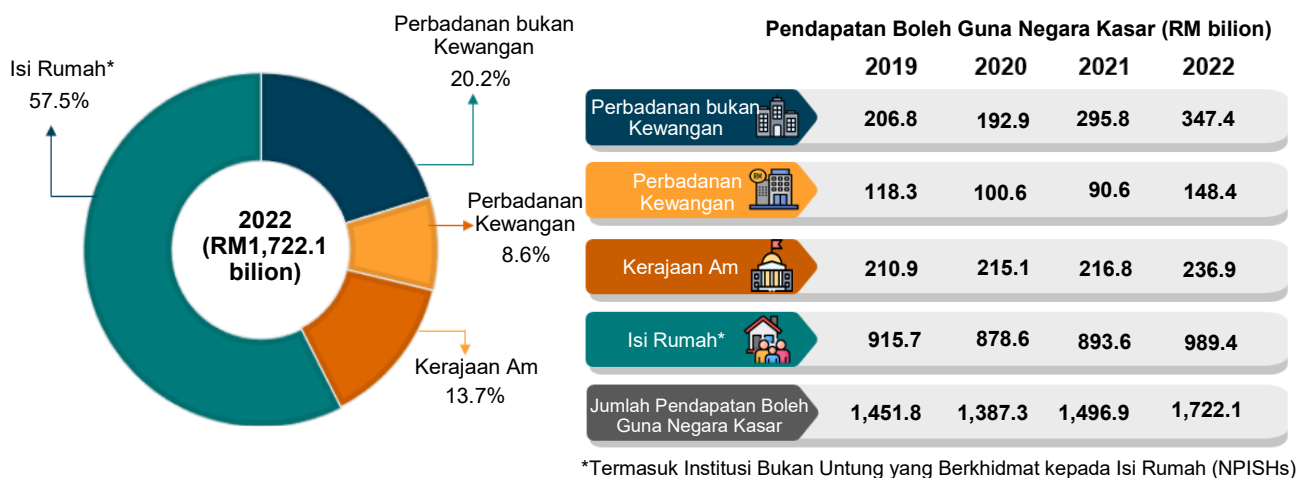 Perbadanan bukan
Kewangan
20.2%
Isi Rumah*
57.5%
Perbadanan
Kewangan
8.6%
2022
(RM1,722.1
bilion)
Kerajaan Am
13.7%
Pendapatan Boleh Guna Negara Kasar (RM bilion)
2019 2020 2021 2022
Perbadanan bukan
Kewangan
206.8 192.9 295.8 347.4
Perbadanan
Kewangan
RM
118.3 100.6 90.6 148.4
Kerajaan Am
210.9 215.1 216.8 236.9
Isi Rumah*
915.7 878.6 893.6 989.4
Jumlah Pendapatan Boleh
Guna Negara Kasar
1,451.8 1,387.3 1,496.9 1,722.1
*Termasuk Institusi Bukan Untung yang Berkhidmat kepada Isi Rumah (NPISHs)